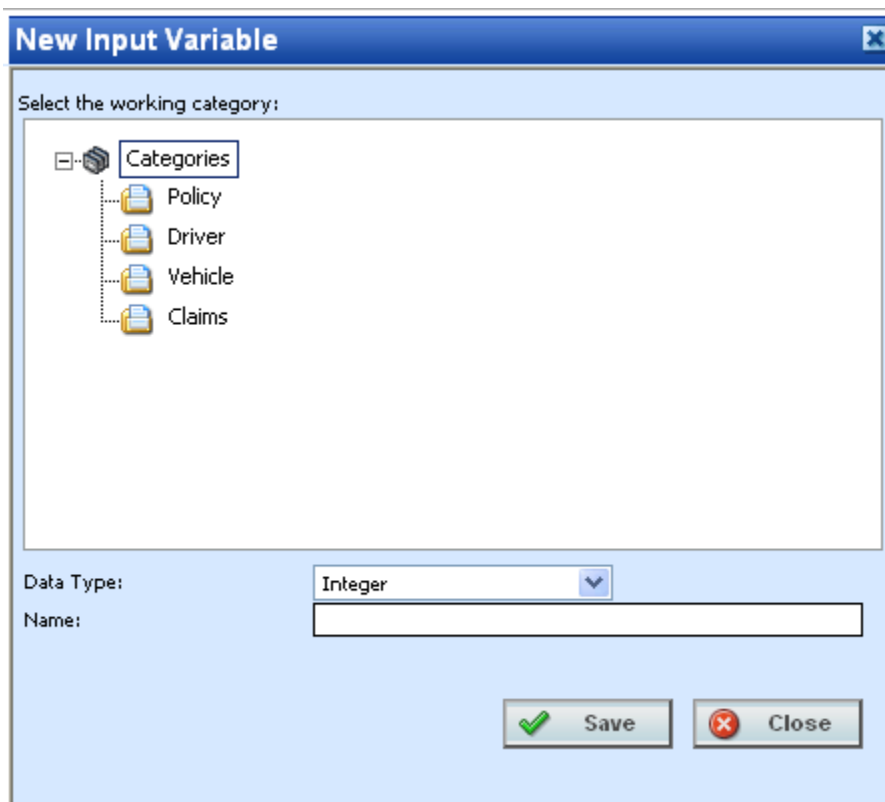 New Input Variable
Select the working category:
Categories
Policy
Driver
Vehicle
Claims
Data Type: Integer
Name:
Save Close